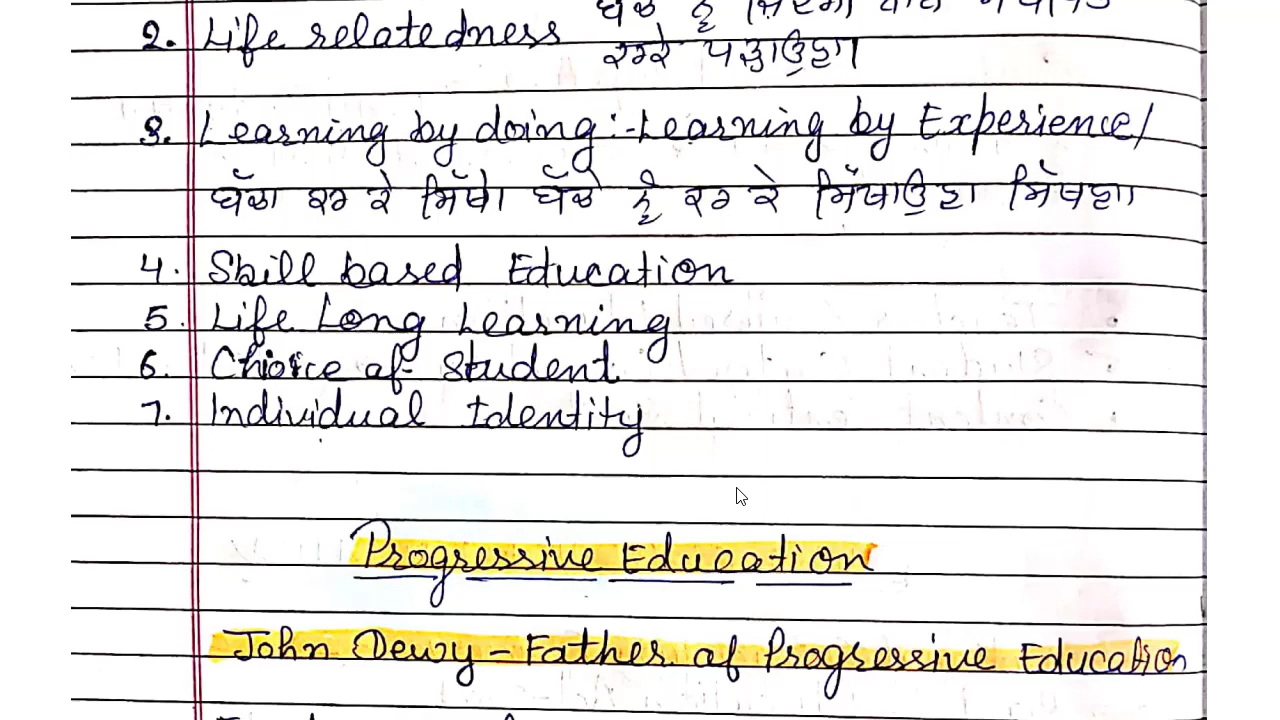 2. Life relatedness
ਕਰਕੇ ਪੜ੍ਹਾਉਣਾ
3. Learning by doing :- Learning by Experience/
ਬੱਚਾ ਕਰ ਕੇ ਸਿੱਖੇ। ਬੱਚੇ ਨੂੰ ਕਰ ਕੇ ਸਿੱਖਾਉਣਾ ਸਿੱਖਣਾ
4. Skill based Education
5. Life Long Learning
6. Choice of Student
7. Individual Identity
Progressive Education
John Dewy - Father of Progressive Education